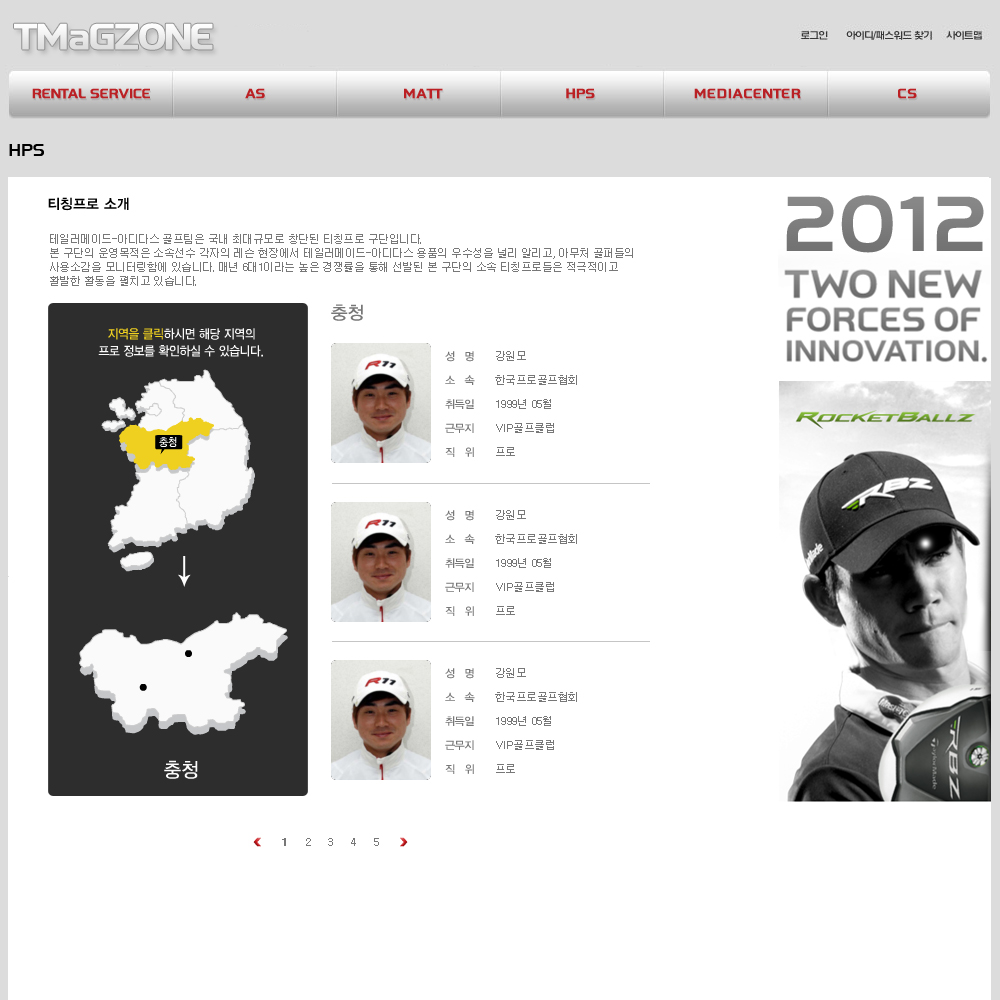 TMaGZONE
로그인 아이디/패스워드 찾기 사이트맵
RENTAL SERVICE AS MATT HPS MEDIACENTER CS
HPS
티칭프로 소개
테일러메이드-아디다스 골프팀은 국내 최대규모로 창단된 티칭프로 구단입니다.
본 구단의 운영목적은 소속선수 각자의 레슨 현장에서 테일러메이드-아디다스 용품의 우수성을 널리 알리고, 아무처 골퍼들의
사용소감을 모니터링함에 있습니다. 매년 6대1이라는 높은 경쟁률을 통해 선발된 본 구단의 소속 티칭프로들은 적극적이고
활발한 활동을 펼치고 있습니다.
지역을 클릭하시면 해당 지역의
프로 정보를 확인하실 수 있습니다.
충청
충청
충청
R11
성 명 강원모
소 속 한국프로골프협회
취득일 1999년 05월
근무지 VIP골프클럽
직 위 프로
R11
성 명 강원모
소 속 한국프로골프협회
취득일 1999년 05월
근무지 VIP골프클럽
직 위 프로
R11
성 명 강원모
소 속 한국프로골프협회
취득일 1999년 05월
근무지 VIP골프클럽
직 위 프로
1 2 3 4 5
2012
TWO NEW
FORCES OF
INNOVATION.
ROCKETBALLZ
RBZ
RBZ